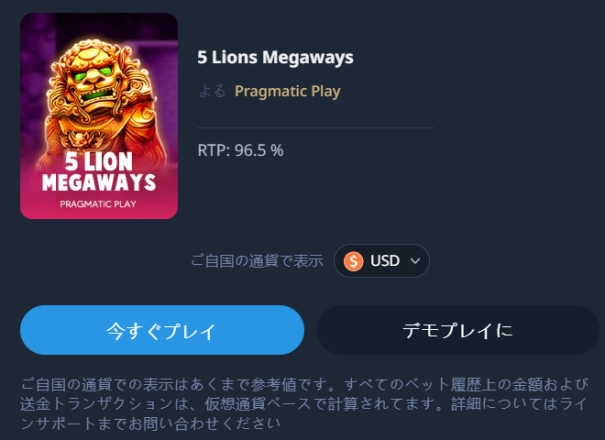 5 Lions Megaways
よる Pragmatic Play
RTP: 96.5 %
5 LION
MEGAWAYS
PRAGMATIC PLAY
ご自国の通貨で表示 $ USD
今すぐプレイ
デモプレイに
ご自国の通貨での表示はあくまで参考値です。すべてのベット履歴上の金額および
送金トランザクションは、仮想通貨ベースで計算されてます。詳細についてはライ
ンサポートまでお問い合わせください